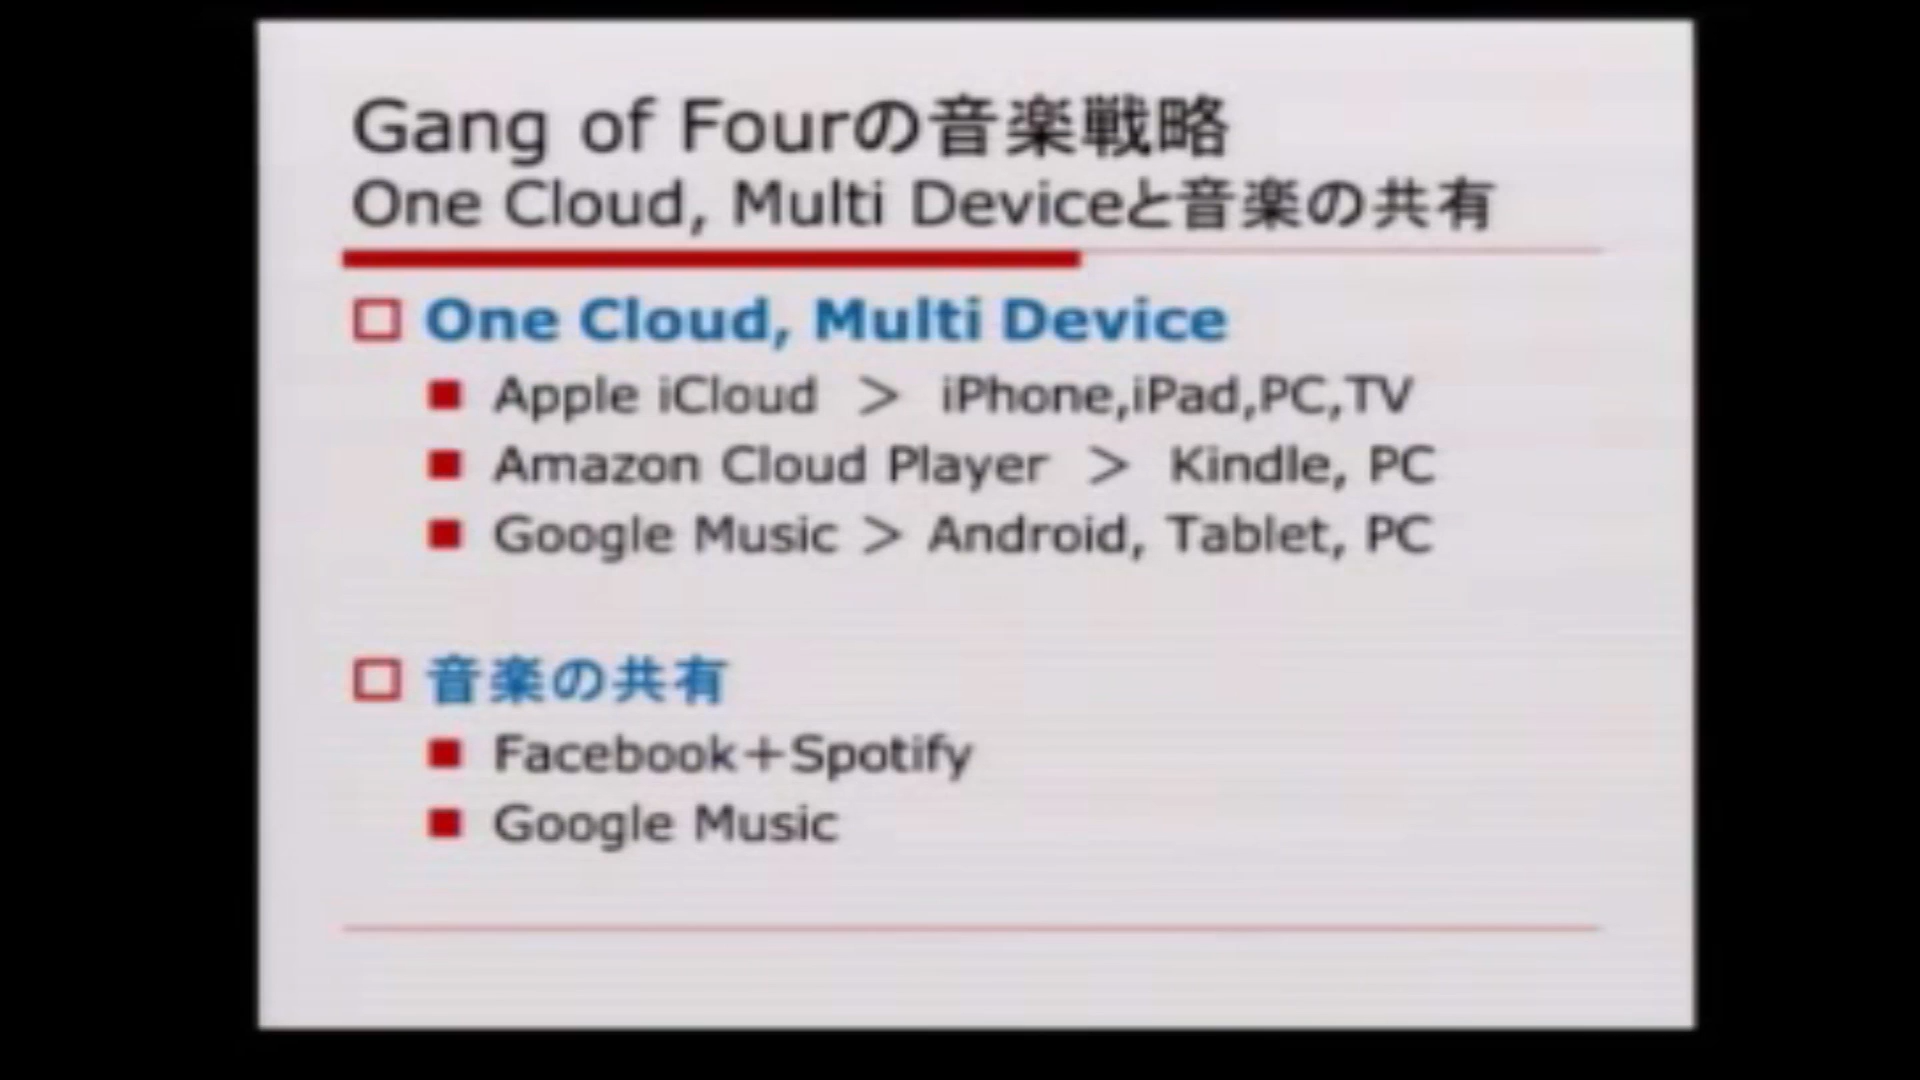 Gang of Fourの音楽戦略
One Cloud, Multi Deviceと音楽の共有
One Cloud, Multi Device
Apple iCloud ＞ iPhone,iPad,PC,TV
Amazon Cloud Player ＞ Kindle, PC
Google Music ＞ Android, Tablet, PC
音楽の共有
Facebook＋Spotify
Google Music